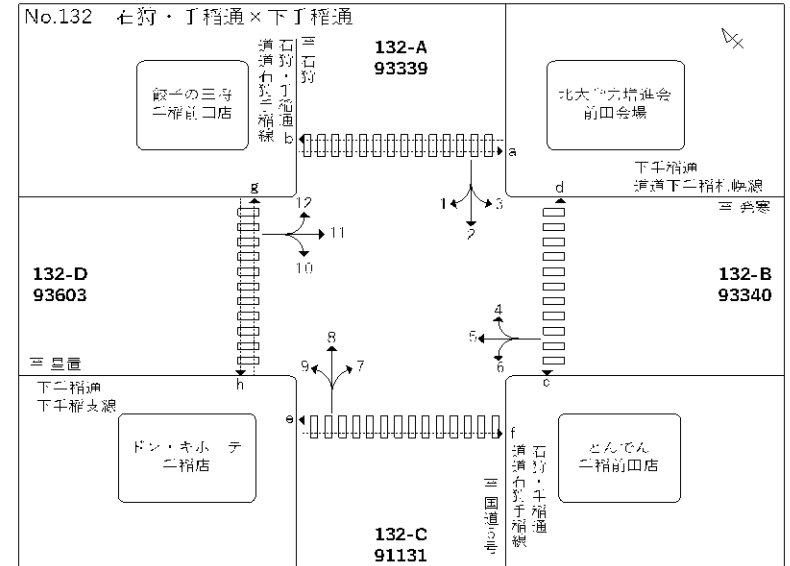 No.132 石狩・手稲通×下手稲通
132-A
93339
至 石狩
石狩・手稲通
道道石狩手稲線
餃子の王将
手稲前田店
北大学力増進会
前田会場
b
a
下手稲通
道道下手稲札幌線
至 発寒
g
d
12
11
10
1
2
3
132-D
93603
132-B
93340
4
5
6
8
9
7
至 星置
h
c
下手稲通
下手稲支線
e
f
ドン・キホーテ
手稲店
とんでん
手稲前田店
石狩・手稲通
道道石狩手稲線
至 国道5号
132-C
91131